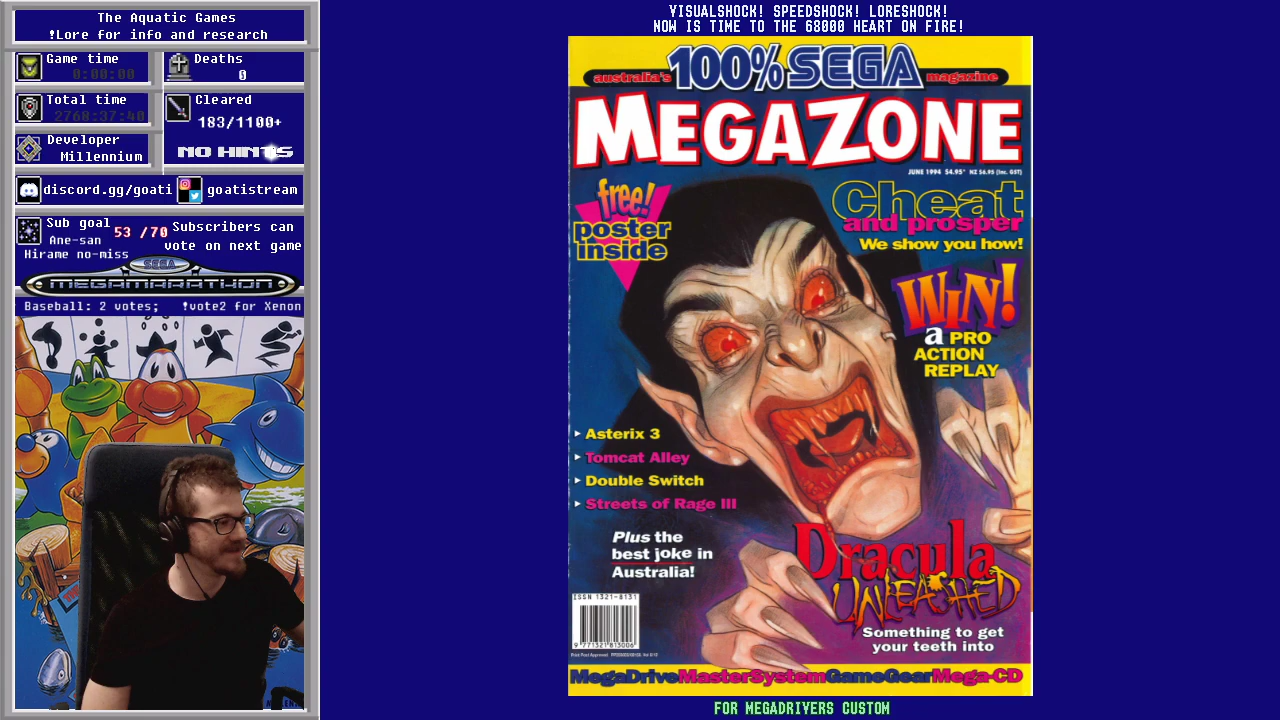 The Aquatic Games
!Lore for info and research
Game time
0:00:00
Deaths
0
Total time
2768:37:40
Cleared
183/1100+
Developer
Millennium
NO HINTS
discord.gg/goati
goatistream
Sub goal
53 /70
Ane-san
Hirame no-miss
Subscribers can
vote on next game
SEGA
MEGAMARATHON
Baseball: 2 votes;
!vote2 for Xenon
VISUALSHOCK! SPEEDSHOCK! LORESHOCK!
NOW IS TIME TO THE 68000 HEART ON FIRE!
australia's 100% SEGA magazine
MEGAZONE
JUNE 1994 $4.95* NZ $6.95 (Inc. GST)
free!
poster
inside
Cheat
and prosper
We show you how!
WIN!
a PRO
ACTION
REPLAY
Asterix 3
Tomcat Alley
Double Switch
Streets of Rage III
Plus the
best joke in
Australia!
Dracula
UNLEASHED
Something to get
your teeth into
ISSN 1321-8131
9 771321 813006
MegaDriveMasterSystemGameGearMega-CD
FOR MEGADRIVERS CUSTOM